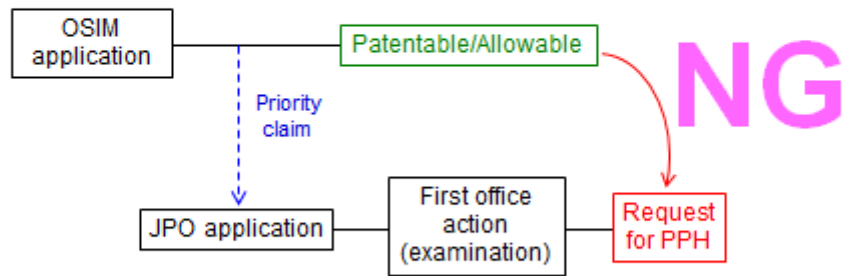 OSIM
application
Patentable/Allowable
NG
Priority
claim
JPO application
First office
action
(examination)
Request
for PPH